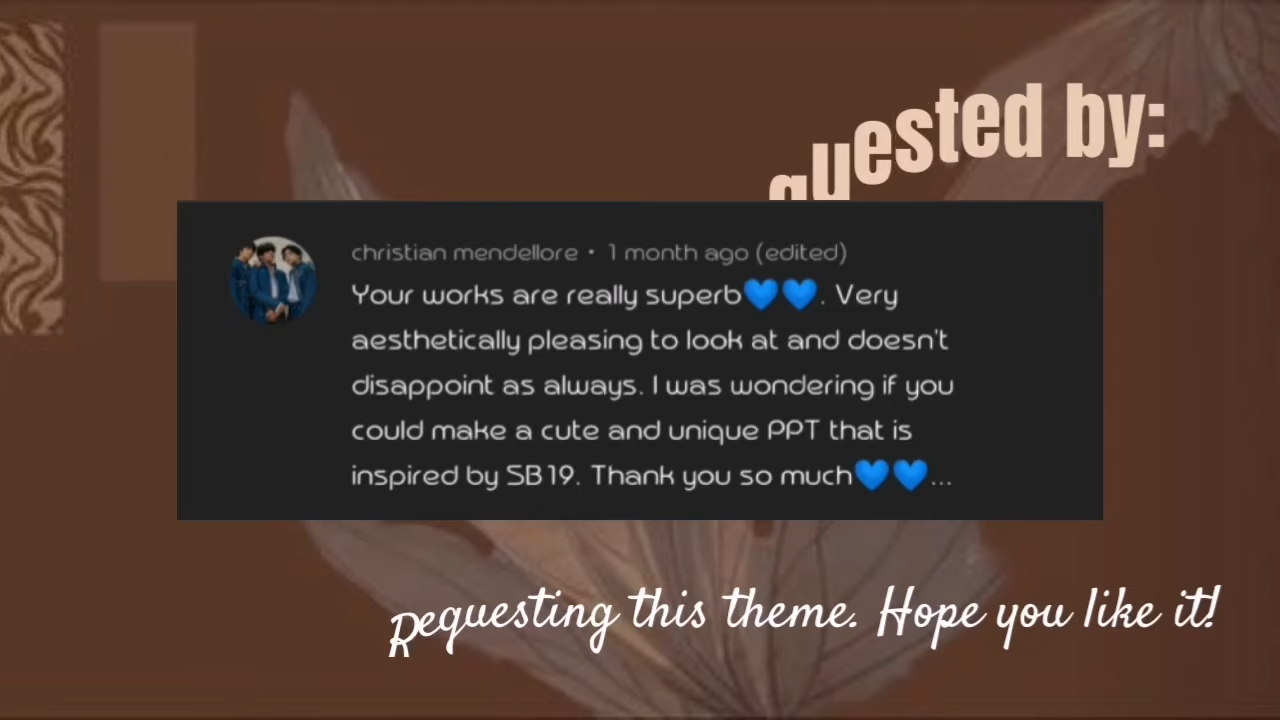 quested by:
christian mendellore • 1 month ago (edited)
Your works are really superb💙💙. Very
aesthetically pleasing to look at and doesn't
disappoint as always. I was wondering if you
could make a cute and unique PPT that is
inspired by SB19. Thank you so much💙💙...
Requesting this theme. Hope you like it!